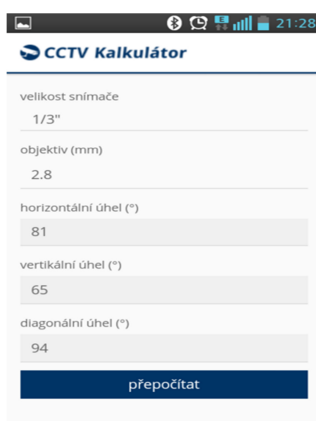 21:28
CCTV Kalkulátor
velikost snímače
1/3"
objektiv (mm)
2.8
horizontální úhel (°)
81
vertikální úhel (°)
65
diagonální úhel (°)
94
přepočítat